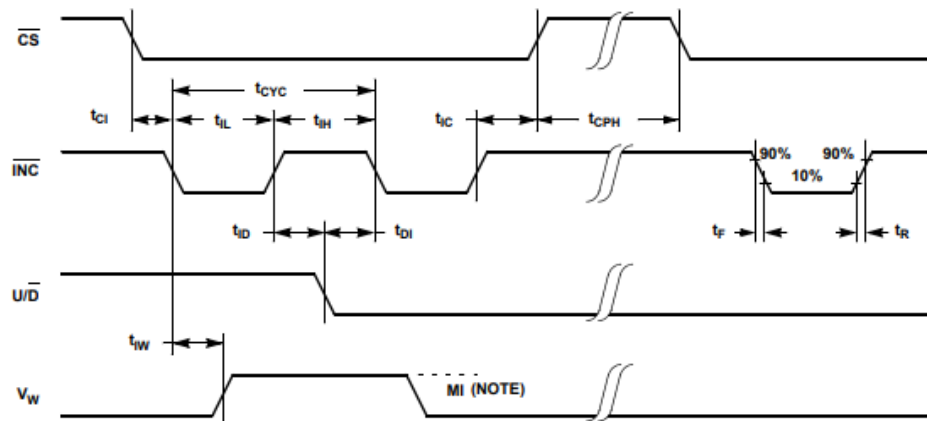 CS
tCYC
tCI tIL tIH tIC tCPH
INC
90% 90%
10%
tID tDI tF tR
U/D
tIW
VW
MI (NOTE)